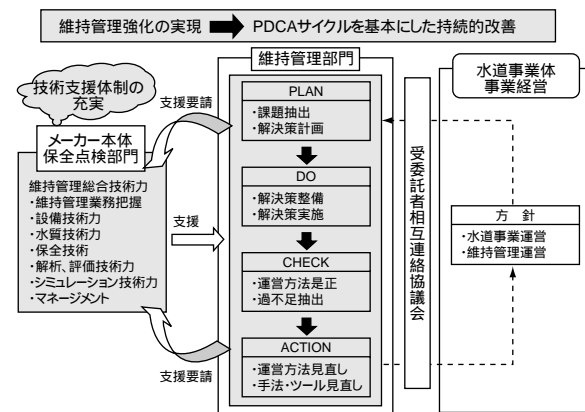 維持管理強化の実現 PDCAサイクルを基本にした持続的改善
技術支援体制の
充実
メーカー本体
保全点検部門
維持管理総合技術力
・維持管理業務把握
・設備技術力
・水質技術力
・保全技術
・解析、評価技術力
・シミュレーション技術力
・マネージメント
支援要請
支援
支援要請
維持管理部門
PLAN
・課題抽出
・解決策計画
DO
・解決策整備
・解決策実施
CHECK
・運営方法是正
・過不足抽出
ACTION
・運営方法見直し
・手法・ツール見直し
受委託者相互連絡協議会
水道事業体
事業経営
方 針
・水道事業運営
・維持管理運営